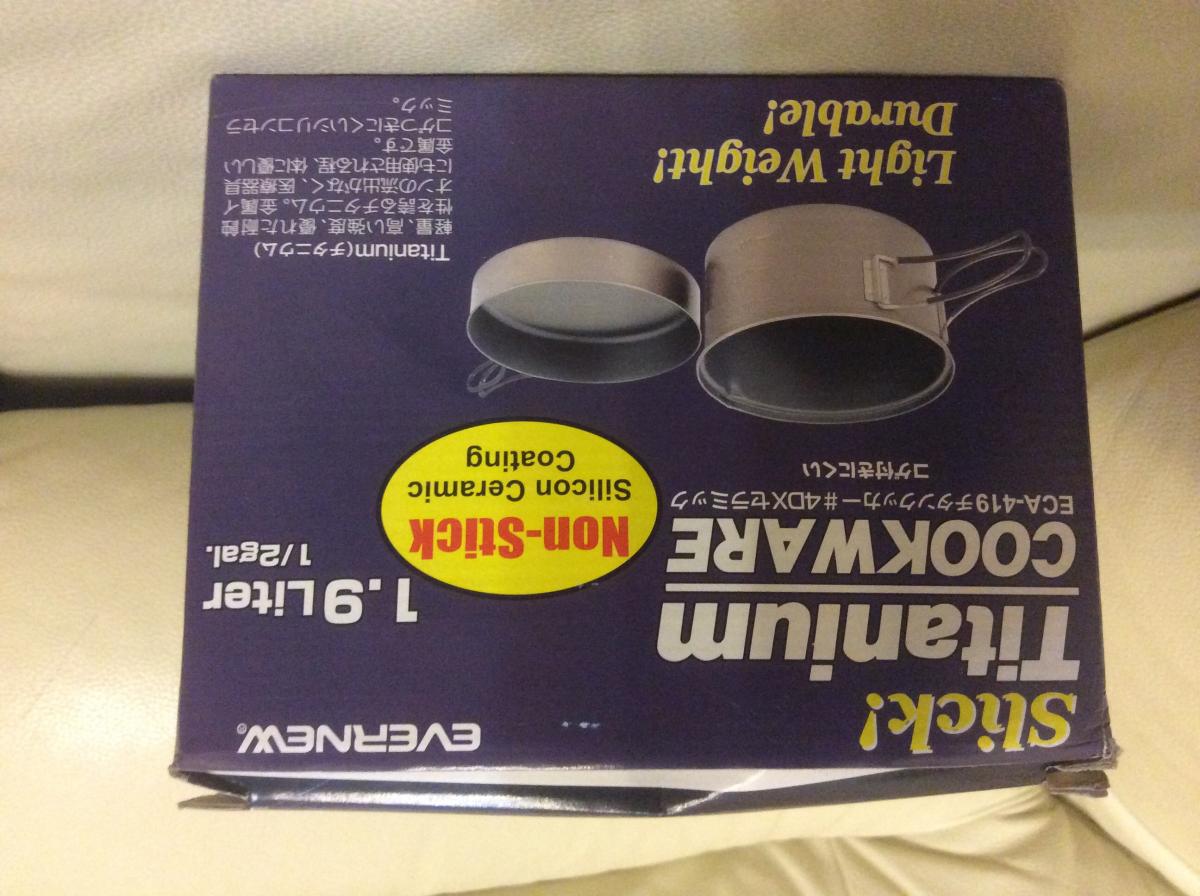 Slick!
Titanium
COOKWARE
ECA-419チタンクッカー#4DXセラミック
コゲ付きにくい
EVERNEW®
1.9Liter
1/2gal.
Non-Stick
Silicon Ceramic
Coating
Light Weight!
Durable!
Titanium(チタニウム)
軽量、高い強度、優れた耐蝕
性を誇るチタニウム。金属イ
オンの流出がなく、医療器具
にも使用される程、体に優しい
金属です。
コゲつきにくいシリコンセラ
ミック。